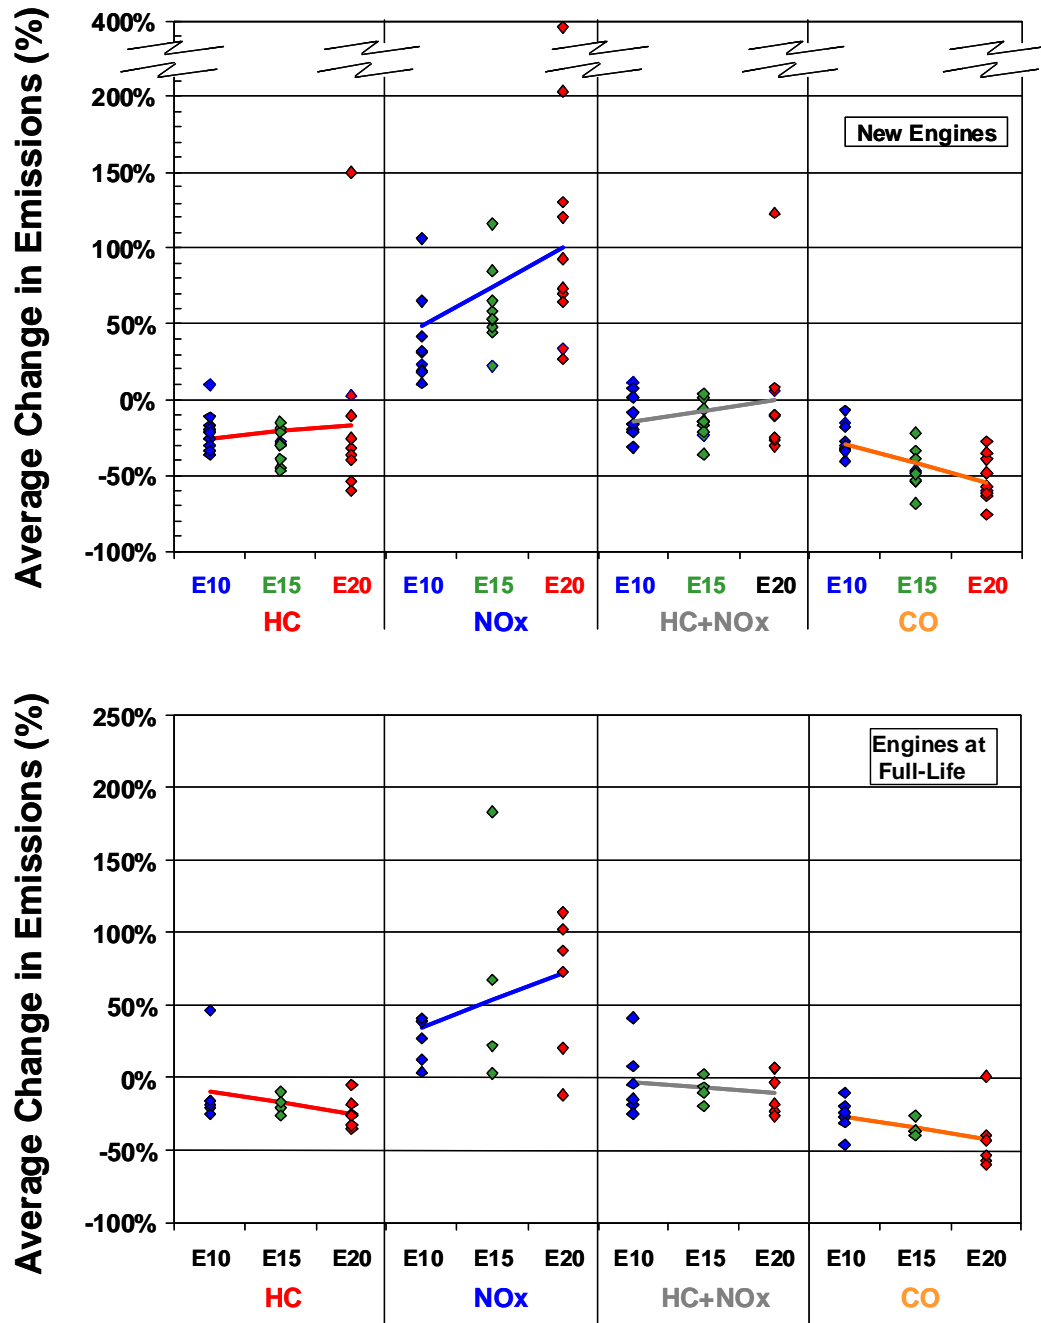 Average Change in Emissions (%)
400%
200%
150%
100%
50%
0%
-50%
-100%
New Engines
E10 E15 E20 E10 E15 E20 E10 E15 E20 E10 E15 E20
HC NOx HC+NOx CO
Average Change in Emissions (%)
250%
200%
150%
100%
50%
0%
-50%
-100%
Engines at
Full-Life
E10 E15 E20 E10 E15 E20 E10 E15 E20 E10 E15 E20
HC NOx HC+NOx CO